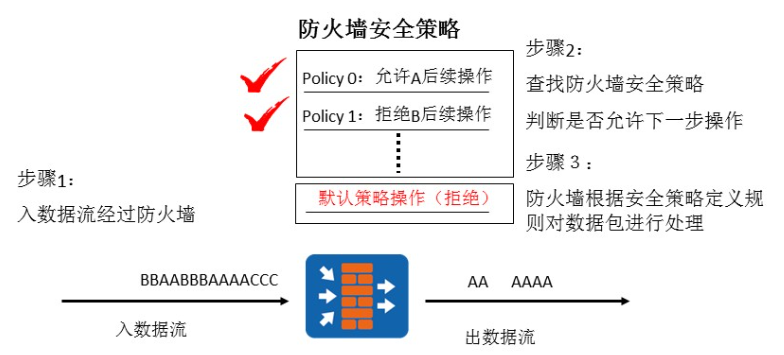 防火墙安全策略
Policy 0：允许A后续操作
Policy 1：拒绝B后续操作
默认策略操作（拒绝）
步骤1：
入数据流经过防火墙
步骤2：
查找防火墙安全策略
判断是否允许下一步操作
步骤３：
防火墙根据安全策略定义规
则对数据包进行处理
BBAABBBAAAACCC
入数据流
AA AAAA
出数据流